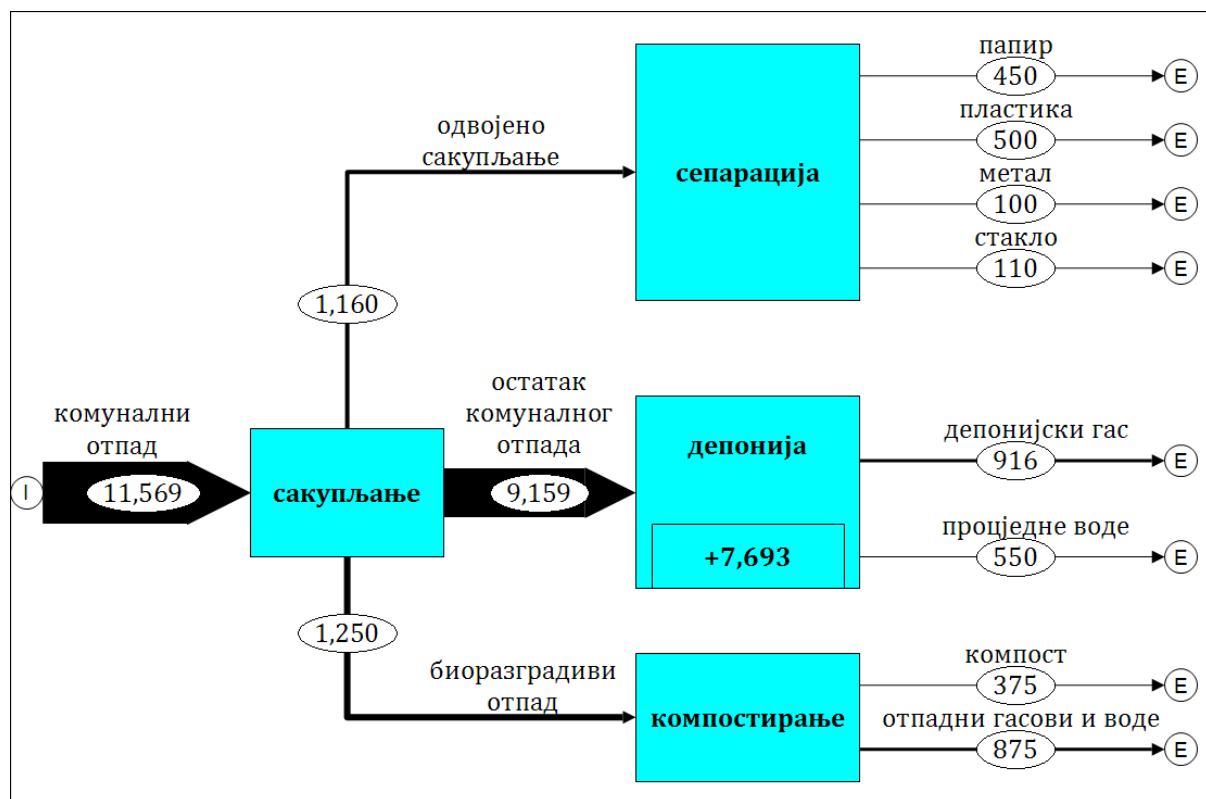 папир
450
E
пластика
500
E
одвојено
сакупљање
сепарација
метал
100
E
стакло
110
E
1,160
комунални
отпад
I
11,569
сакупљање
остатак
комуналног
отпада
9,159
депонија
+7,693
депонијски гас
916
E
процједне воде
550
E
1,250
биоразградиви
отпад
компостирање
компост
375
E
отпадни гасови и воде
875
E